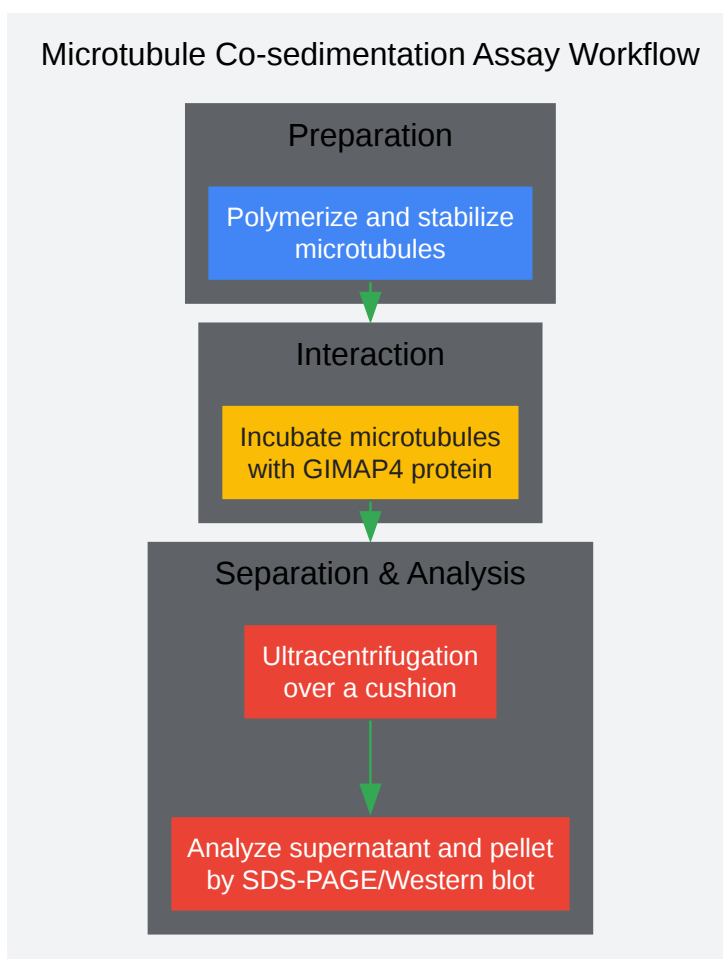 Microtubule Co-sedimentation Assay Workflow
Preparation
Polymerize and stabilize
microtubules
Interaction
Incubate microtubules
with GIMAP4 protein
Separation & Analysis
Ultracentrifugation
over a cushion
Analyze supernatant and pellet
by SDS-PAGE/Western blot